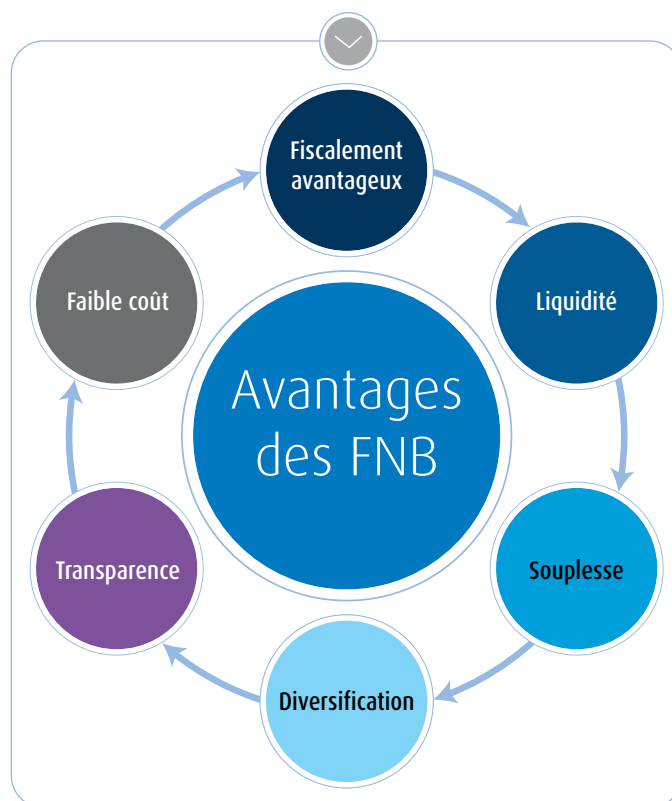 Fiscalement
avantageux
Liquidité
Souplesse
Diversification
Transparence
Faible coût
Avantages
des FNB